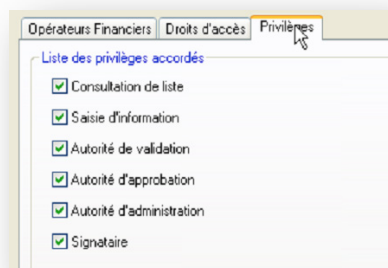 Opérateurs Financiers Droits d'accès Privilèges
Liste des privilèges accordés
Consultation de liste
Saisie d'information
Autorité de validation
Autorité d'approbation
Autorité d'administration
Signataire